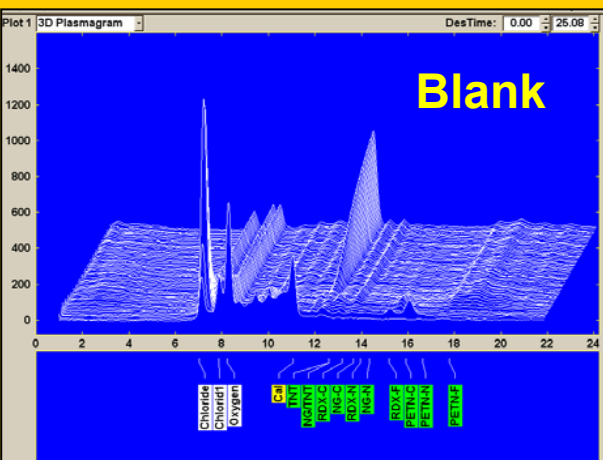 Plot 1 3D Plasmagram DesTime: 0.00 25.08
Blank
1400
1200
1000
800
600
400
200
0
0 2 4 6 8 10 12 14 16 18 20 22 24
Chloride
Chlorid1
Oxygen
Cal
TNT
NG/TNT
RDX-C
NG-C
RDX-N
NG-N
RDX-F
PETN-C
PETN-N
PETN-F